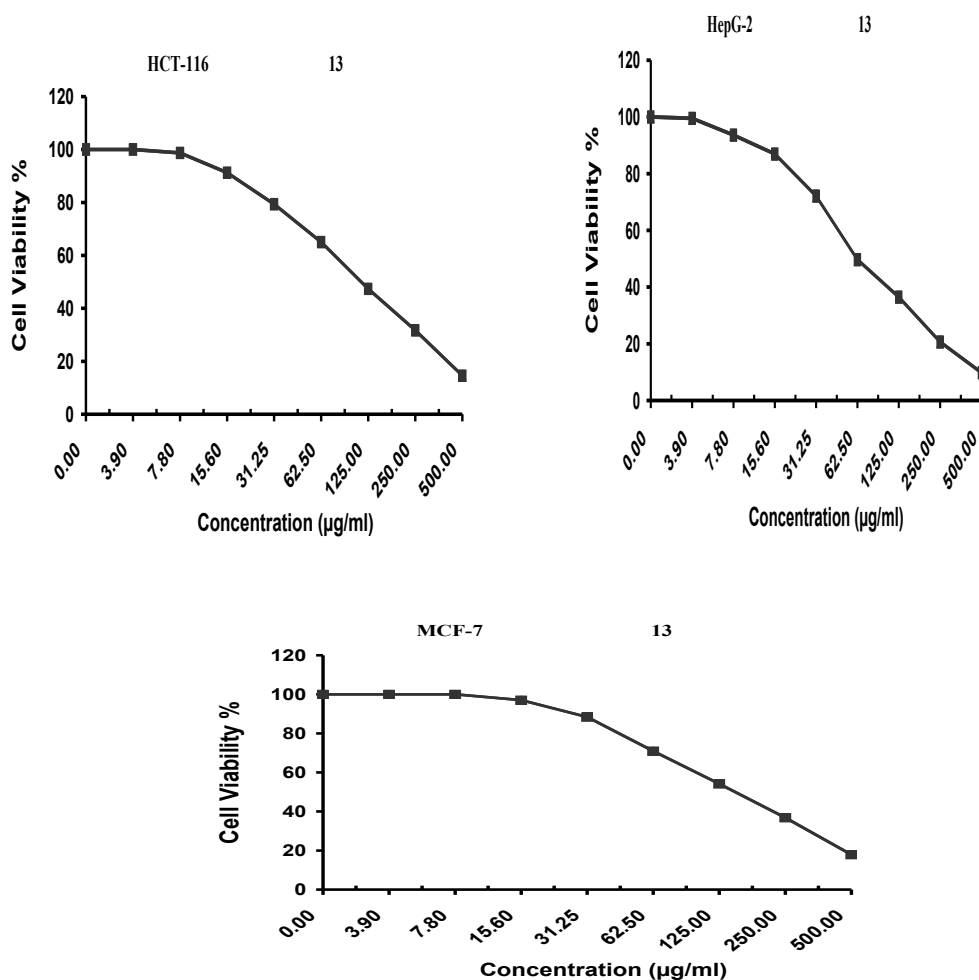 HCT-116 13
120
100
80
60
40
20
0
Cell Viability %
0.00 3.90 7.80 15.60 31.25 62.50 125.00 250.00 500.00
Concentration (µg/ml)
HepG-2 13
120
100
80
60
40
20
0
Cell Viability %
0.00 3.90 7.80 15.60 31.25 62.50 125.00 250.00 500.00
Concentration (µg/ml)
MCF-7 13
120
100
80
60
40
20
0
Cell Viability %
0.00 3.90 7.80 15.60 31.25 62.50 125.00 250.00 500.00
Concentration (µg/ml)